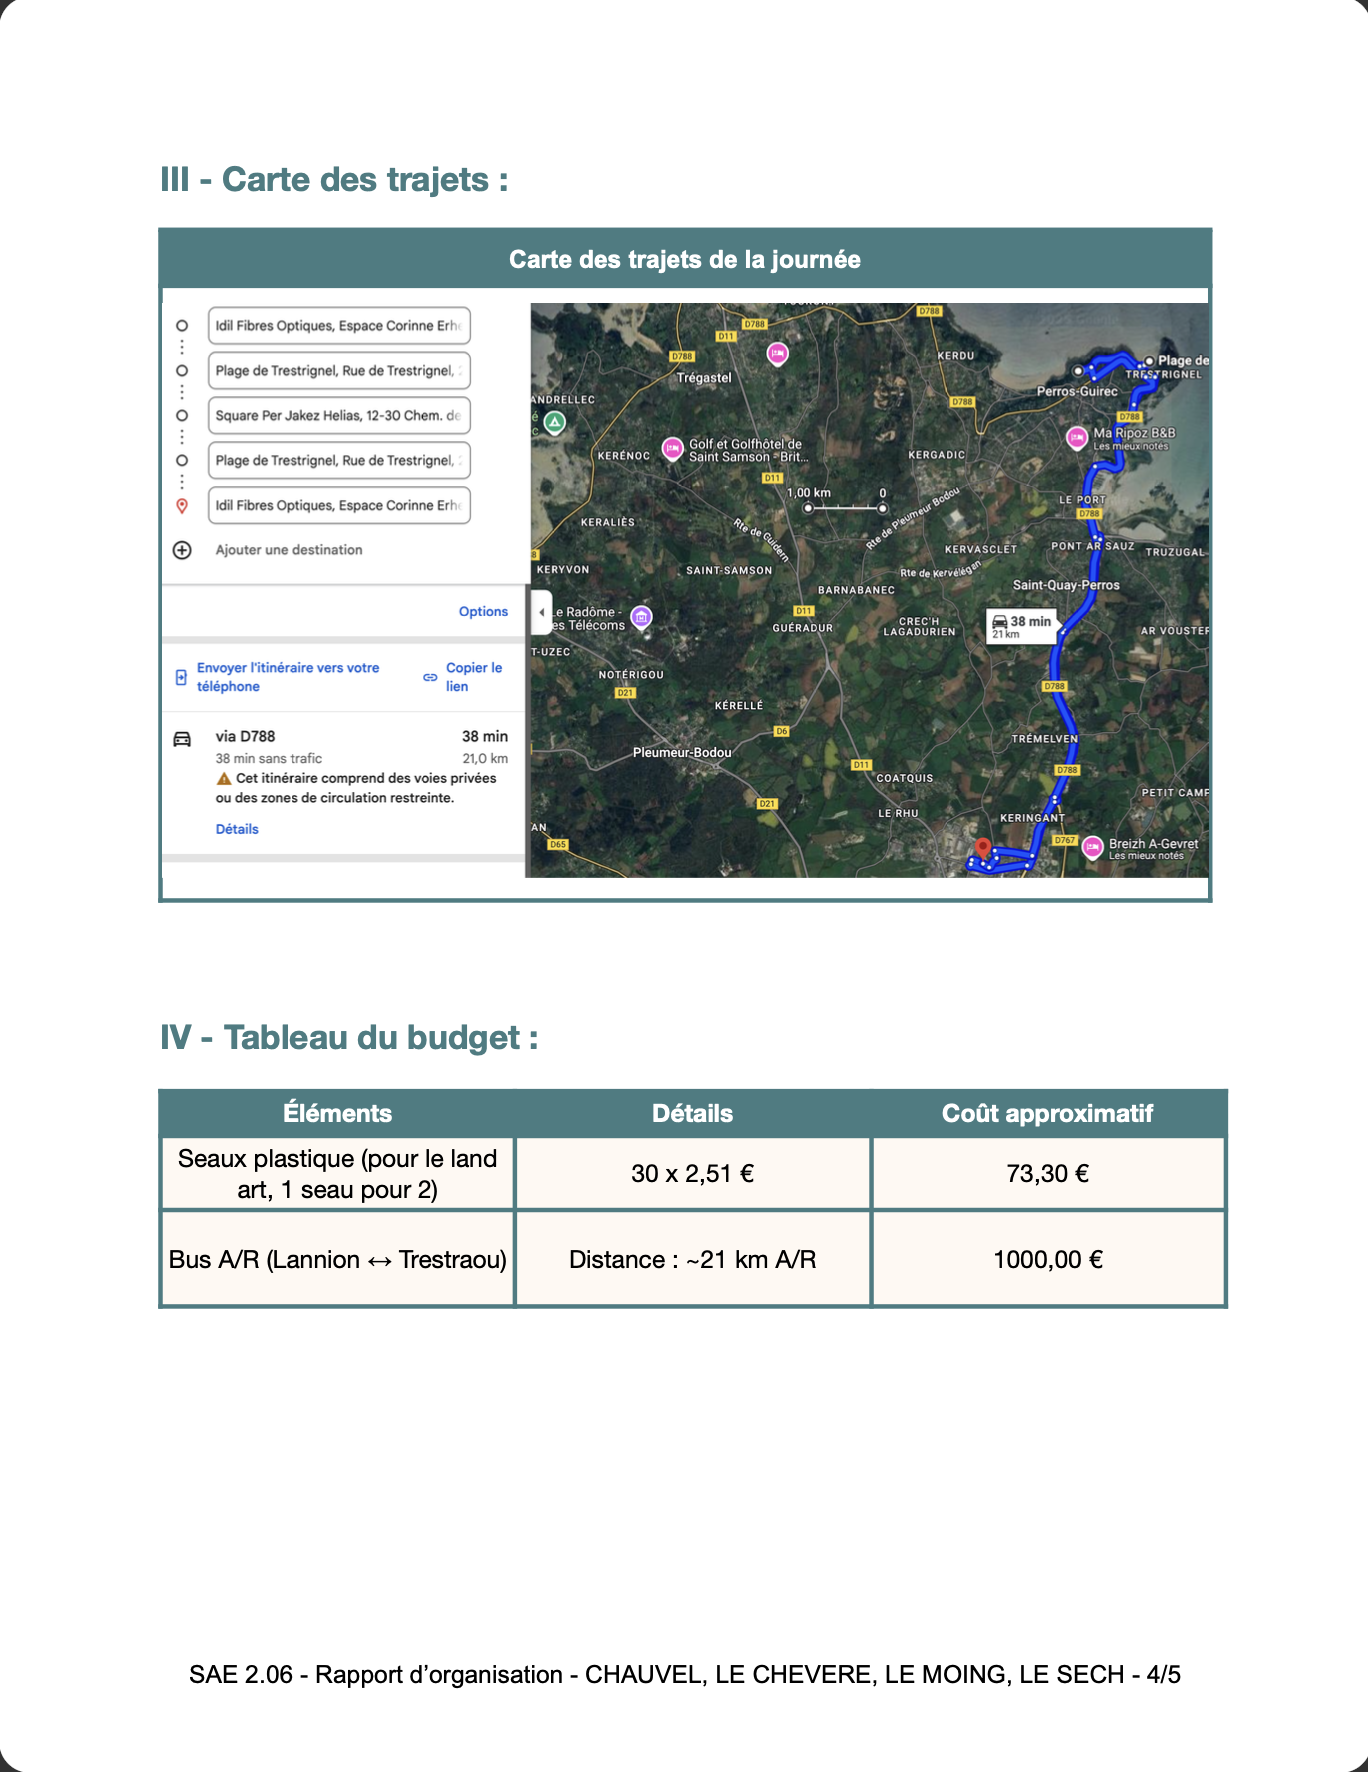 III - Carte des trajets :
Carte des trajets de la journée
Idil Fibres Optiques, Espace Corinne Erh
Plage de Trestrignel, Rue de Trestrignel,
Square Per Jakez Helias, 12-30 Chem. de
Plage de Trestrignel, Rue de Trestrignel,
Idil Fibres Optiques, Espace Corinne Erh
Ajouter une destination
Options
Envoyer l'itinéraire vers votre
téléphone
Copier le
lien
via D788
38 min
38 min sans trafic
21,0 km
Cet itinéraire comprend des voies privées
ou des zones de circulation restreinte.
Détails
D788
D788
D11
KERDU
D788
Trégastel
Plage de
TRESTRIGNEL
Perros-Guirec
ANDRELLEC
D788
D788
Ma Ripoz B&B
Les mieux notés
Golf et Golfhôtel de
Saint Samson - Brit...
KERÉNOC
KERGADIC
D11
1,00 km
0
LE PORT
D788
KERALIÈS
Rte de Guidern
Rte de Pleumeur Bodou
KERVASCLET
PONT AR SAUZ
TRUZUGAL
8
KERYVON
SAINT-SAMSON
Rte de Kervélégan
BARNABANEC
Saint-Quay-Perros
Le Radôme -
es Télécoms
D11
GUÉRADUR
CREC'H
LAGADURIEN
38 min
21 km
AR VOUSTER
T-UZEC
NOTÉRIGOU
D21
D788
KÉRELLÉ
D6
TRÉMELVEN
Pleumeur-Bodou
D11
COATQUIS
D788
PETIT CAMP
D21
LE RHU
KERINGANT
AN
D65
D767
Breizh A-Gevret
Les mieux notés
IV - Tableau du budget :
Éléments
Détails
Coût approximatif
Seaux plastique (pour le land
art, 1 seau pour 2)
30 x 2,51 €
73,30 €
Bus A/R (Lannion ↔ Trestraou)
Distance : ~21 km A/R
1000,00 €
SAE 2.06 - Rapport d’organisation - CHAUVEL, LE CHEVERE, LE MOING, LE SECH - 4/5